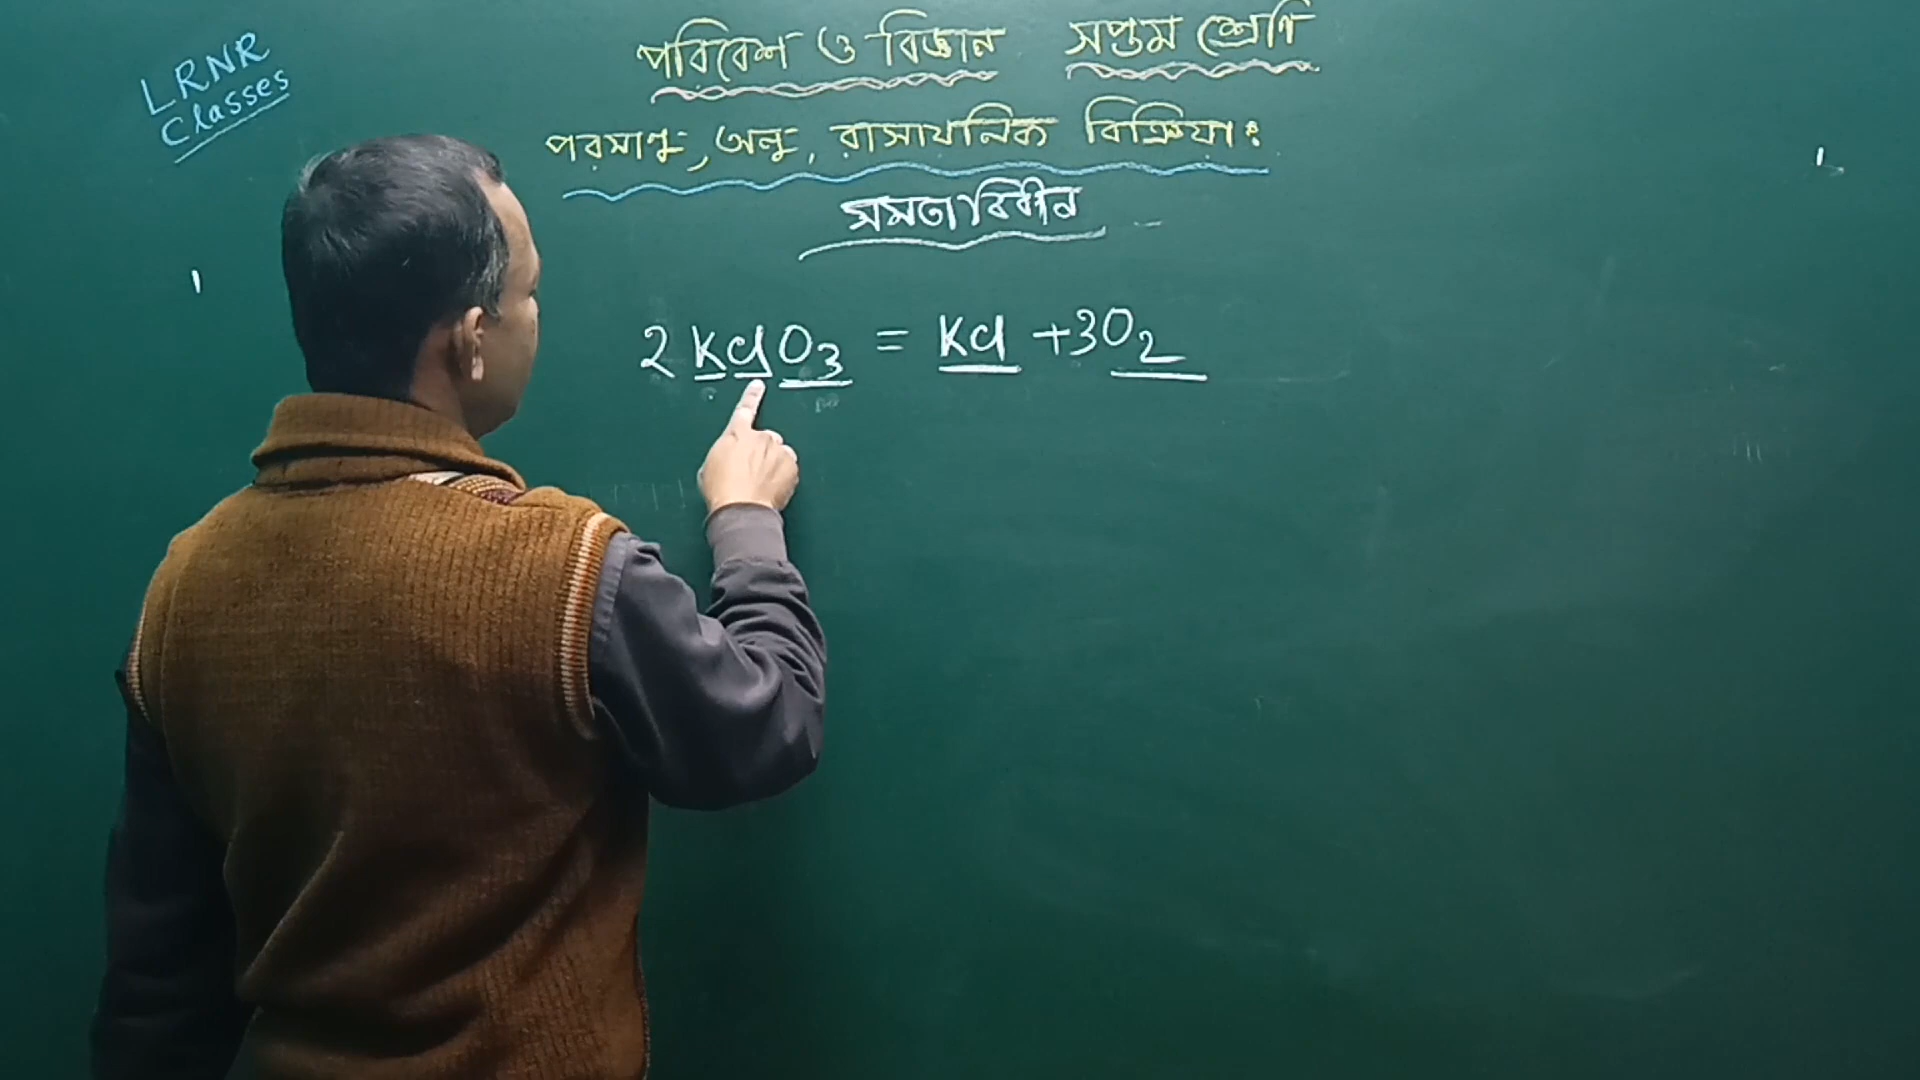 LRNR
Classes
পরিবেশ ও বিজ্ঞান সপ্তম শ্রেণি
পরমাণু, অণু, রাসায়নিক বিক্রিয়াঃ
সমতাবিধান
2 KClO3 = KCl + 3O2